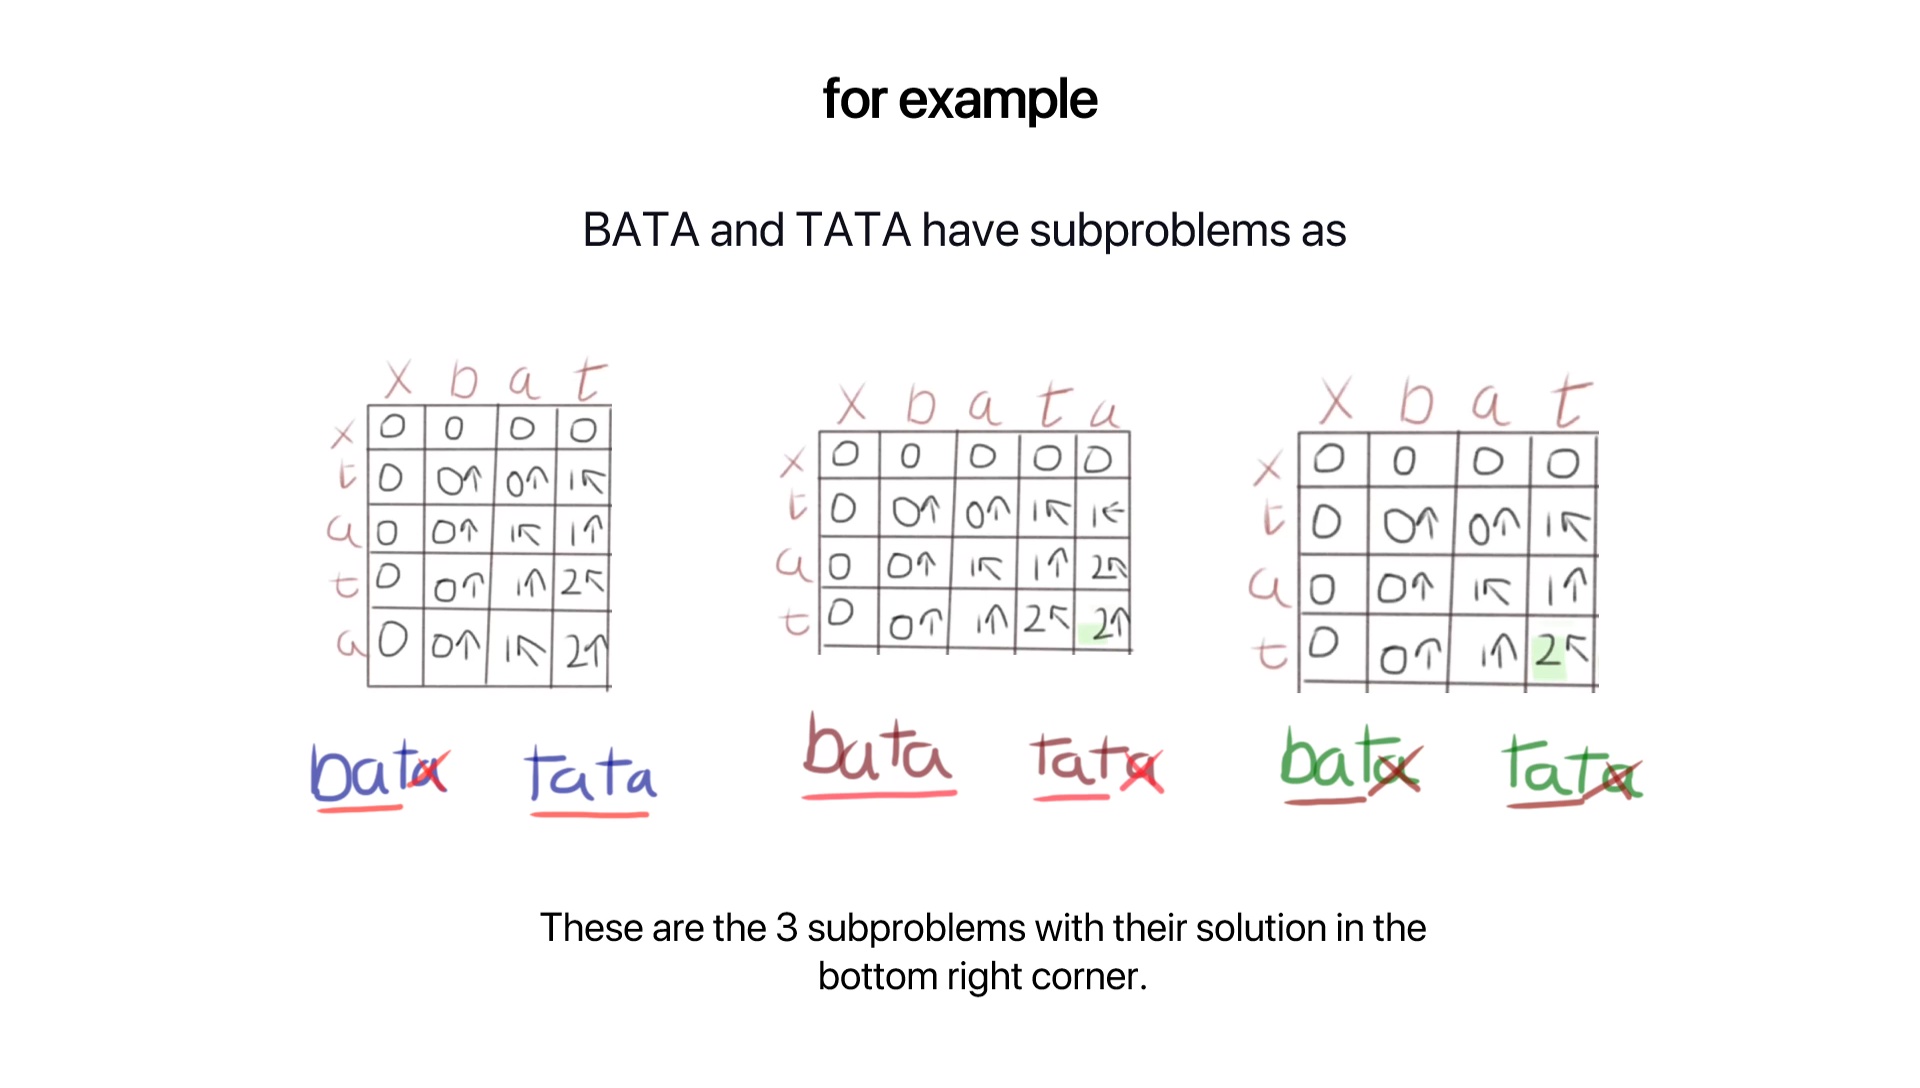 for example
BATA and TATA have subproblems as
x b a t
x 0 0 0 0
t 0 0↑ 0↑ 1↖
a 0 0↑ 1↖ 1↑
t 0 0↑ 1↑ 2↖
a 0 0↑ 1↖ 2↑
bata tata
x b a t a
x 0 0 0 0 0
t 0 0↑ 0↑ 1↖ 1←
a 0 0↑ 1↖ 1↑ 2↖
t 0 0↑ 1↑ 2↖ 2↑
bata tata
x b a t
x 0 0 0 0
t 0 0↑ 0↑ 1↖
a 0 0↑ 1↖ 1↑
t 0 0↑ 1↑ 2↖
bata tata
These are the 3 subproblems with their solution in the
bottom right corner.